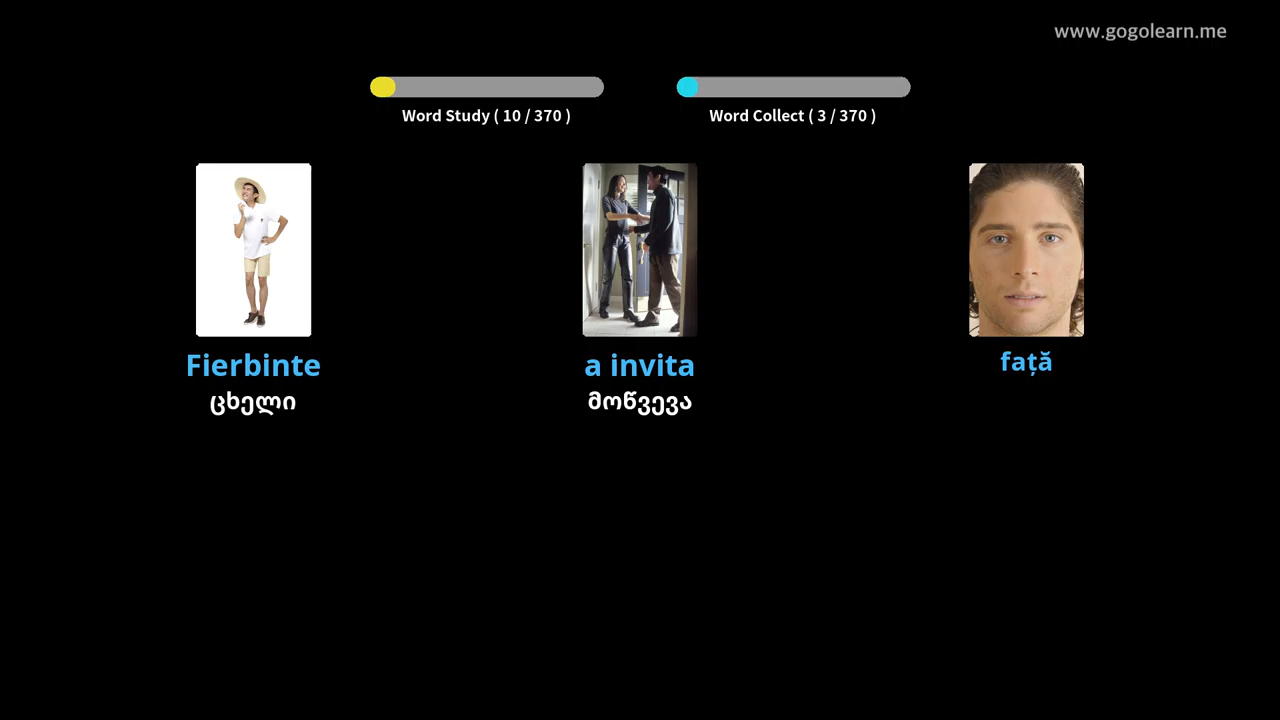 www.gogolearn.me
Word Study ( 10 / 370 )
Word Collect ( 3 / 370 )
Fierbinte
ცხელი
a invita
მოწვევა
față